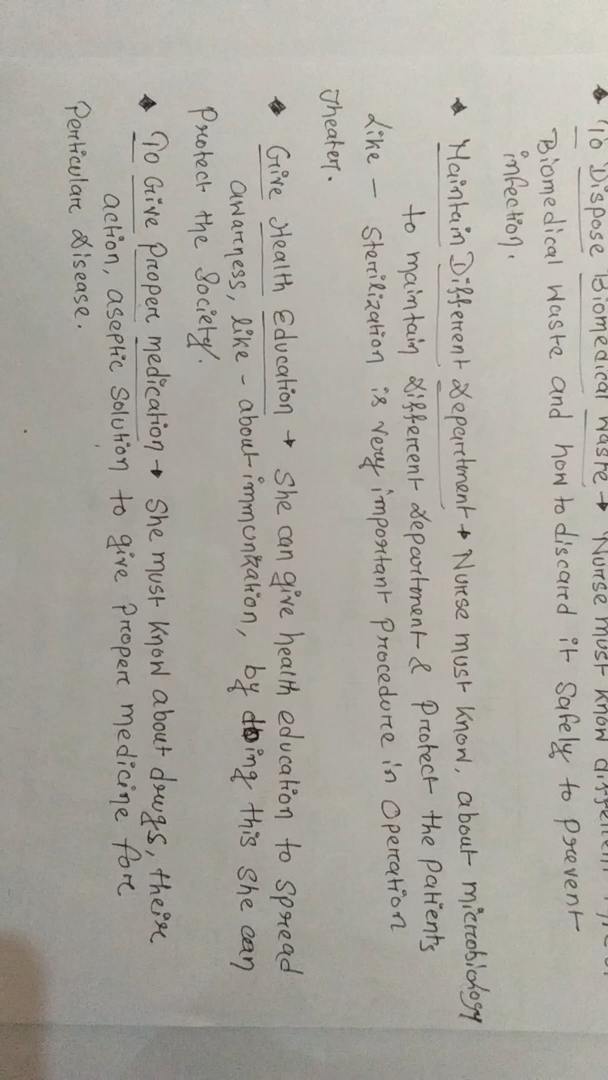 ✦ To Dispose Biomedical Waste → Nurse must know different
Biomedical Waste and how to discard it Safely to prevent
infection.
✦ Maintain Different Department → Nurse must know, about microbiology
to maintain different department & Protect the patients
Like - Sterilization is very important Procedure in Operation
Theater.
✦ Give Health Education → She can give health education to spread
awareness, like - about immunization, by doing this she can
Protect the Society.
✦ To Give Proper medication → She must know about drugs, theire
action, aseptic Solution to give Proper medicine fore
Perticular disease.